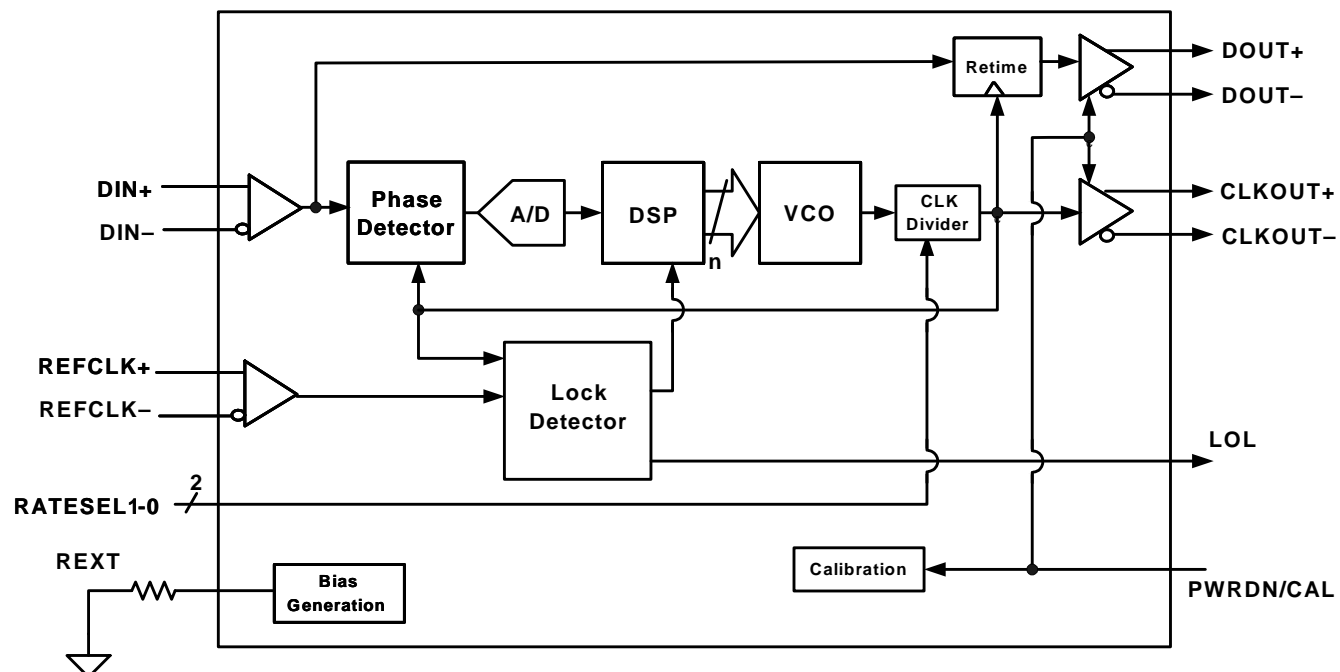 DOUT+
Retime
DOUT–
DIN+
Phase
Detector
A/D
DSP
n
VCO
CLK
Divider
CLKOUT+
DIN–
CLKOUT–
REFCLK+
REFCLK–
Lock
Detector
LOL
2
RATESEL1-0
REXT
Bias
Generation
Calibration
PWRDN/CAL